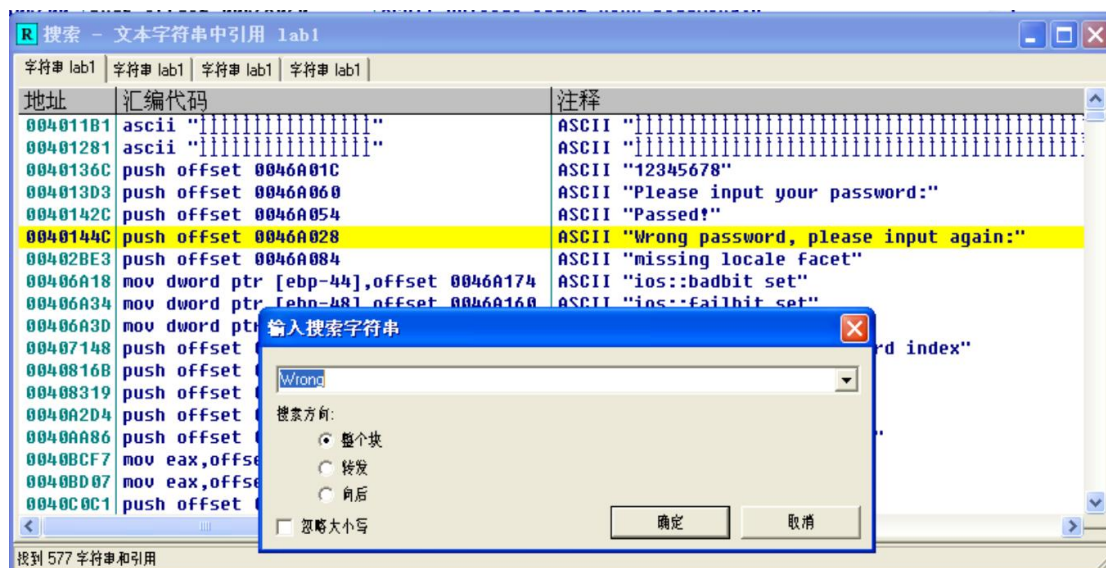 R 搜索 - 文本字符串中引用 lab1
字符串 lab1 字符串 lab1 字符串 lab1 字符串 lab1
地址 汇编代码 注释
004011B1 ascii ASCII
00401281 ascii ASCII
0040136C push offset 0046A01C ASCII "12345678"
004013D3 push offset 0046A060 ASCII "Please input your password:"
0040142C push offset 0046A054 ASCII "Passed!"
0040144C push offset 0046A028 ASCII "Wrong password, please input again:"
00402BE3 push offset 0046A084 ASCII "missing locale facet"
00406A18 mov dword ptr [ebp-44],offset 0046A174 ASCII "ios::badbit set"
00406A34 mov dword ptr [ebp-48],offset 0046A160 ASCII "ios::failbit set"
00406A3D mov dword ptr
00407148 push offset rd index"
0040816B push offset
00408319 push offset
0040A2D4 push offset
0040AA86 push offset
0040BCF7 mov eax,offse
0040BD07 mov eax,offse
0040C0C1 push offset
输入搜索字符串
Wrong
搜索方向:
整个块
转发
向后
忽略大小写
确定 取消
找到 577 字符串和引用